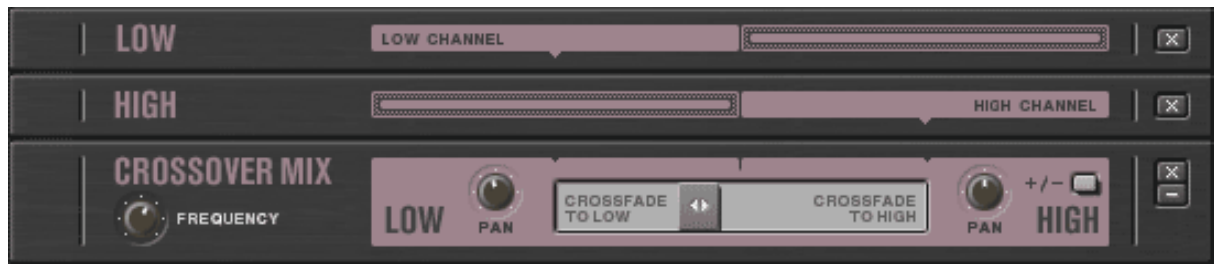 LOW
LOW CHANNEL
X
HIGH
HIGH CHANNEL
X
CROSSOVER MIX
FREQUENCY
LOW
PAN
CROSSFADE
TO LOW
CROSSFADE
TO HIGH
PAN
+/-
HIGH
X
–